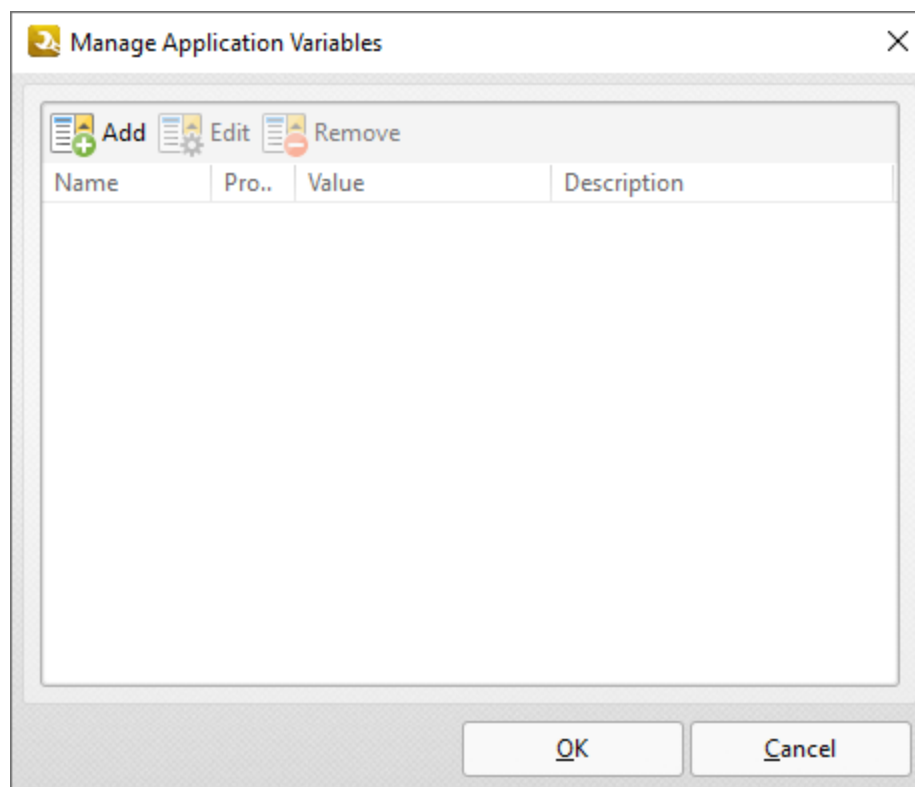 Manage Application Variables
Add Edit Remove
Name Pro.. Value Description
OK Cancel